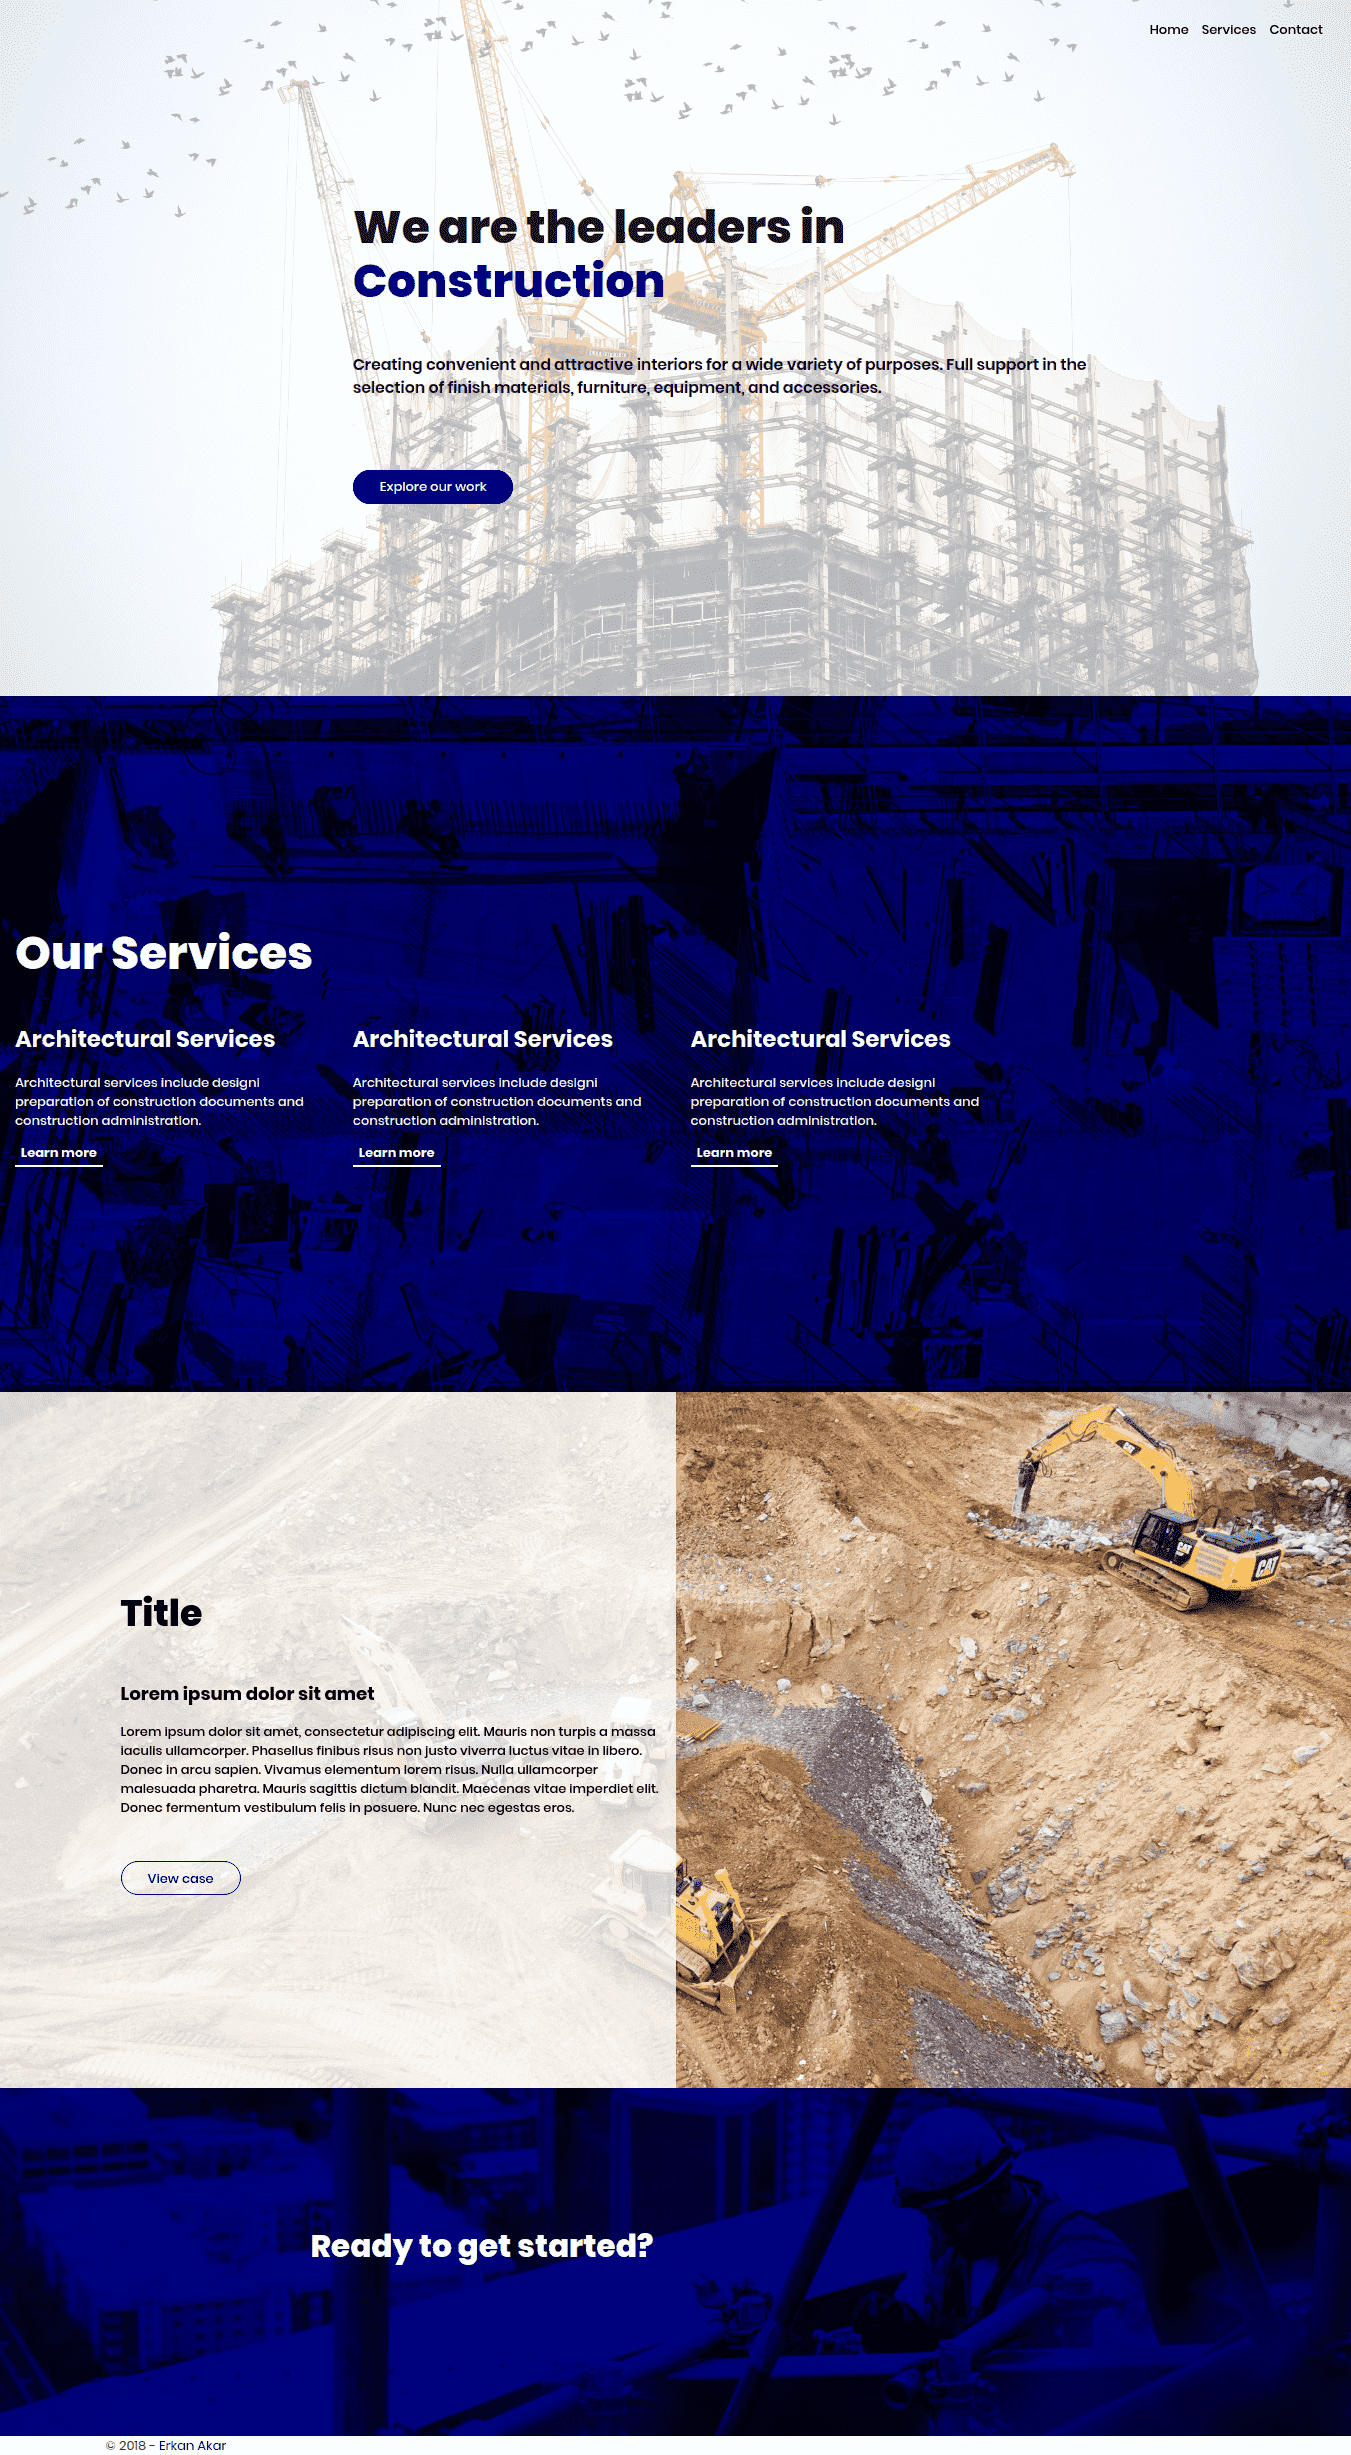 Home Services Contact
We are the leaders in
Construction
Creating convenient and attractive interiors for a wide variety of purposes. Full support in the
selection of finish materials, furniture, equipment, and accessories.
Explore our work
Our Services
Architectural Services
Architectural services include designi
preparation of construction documents and
construction administration.
Learn more
Architectural Services
Architectural services include designi
preparation of construction documents and
construction administration.
Learn more
Architectural Services
Architectural services include designi
preparation of construction documents and
construction administration.
Learn more
CAT
CAT
CAT
Title
Lorem ipsum dolor sit amet
Lorem ipsum dolor sit amet, consectetur adipiscing elit. Mauris non turpis a massa
iaculis ullamcorper. Phasellus finibus risus non justo viverra luctus vitae in libero.
Donec in arcu sapien. Vivamus elementum lorem risus. Nulla ullamcorper
malesuada pharetra. Mauris sagittis dictum blandit. Maecenas vitae imperdiet elit.
Donec fermentum vestibulum felis in posuere. Nunc nec egestas eros.
View case
Ready to get started?
© 2018 - Erkan Akar